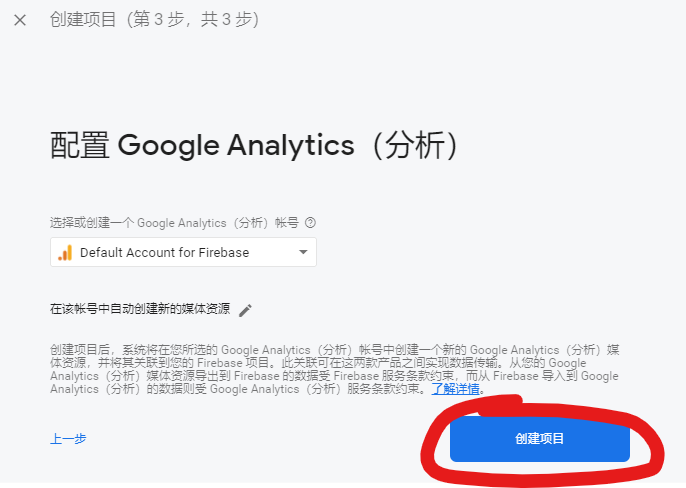 创建项目（第 3 步，共 3 步）
配置 Google Analytics（分析）
选择或创建一个 Google Analytics（分析）帐号
Default Account for Firebase
在该帐号中自动创建新的媒体资源
创建项目后，系统将在您所选的 Google Analytics（分析）帐号中创建一个新的 Google Analytics（分析）媒
体资源，并将其关联到您的 Firebase 项目。此关联可在这两款产品之间实现数据传输。从您的 Google
Analytics（分析）媒体资源导出到 Firebase 的数据受 Firebase 服务条款约束，而从 Firebase 导入到 Google
Analytics（分析）的数据则受 Google Analytics（分析）服务条款约束。了解详情。
上一步
创建项目